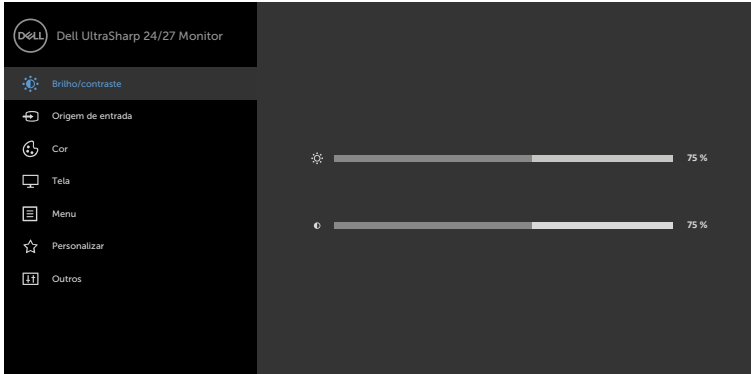 DELL
Dell UltraSharp 24/27 Monitor
Brilho/contraste
Origem de entrada
Cor
Tela
Menu
Personalizar
Outros
75 %
75 %